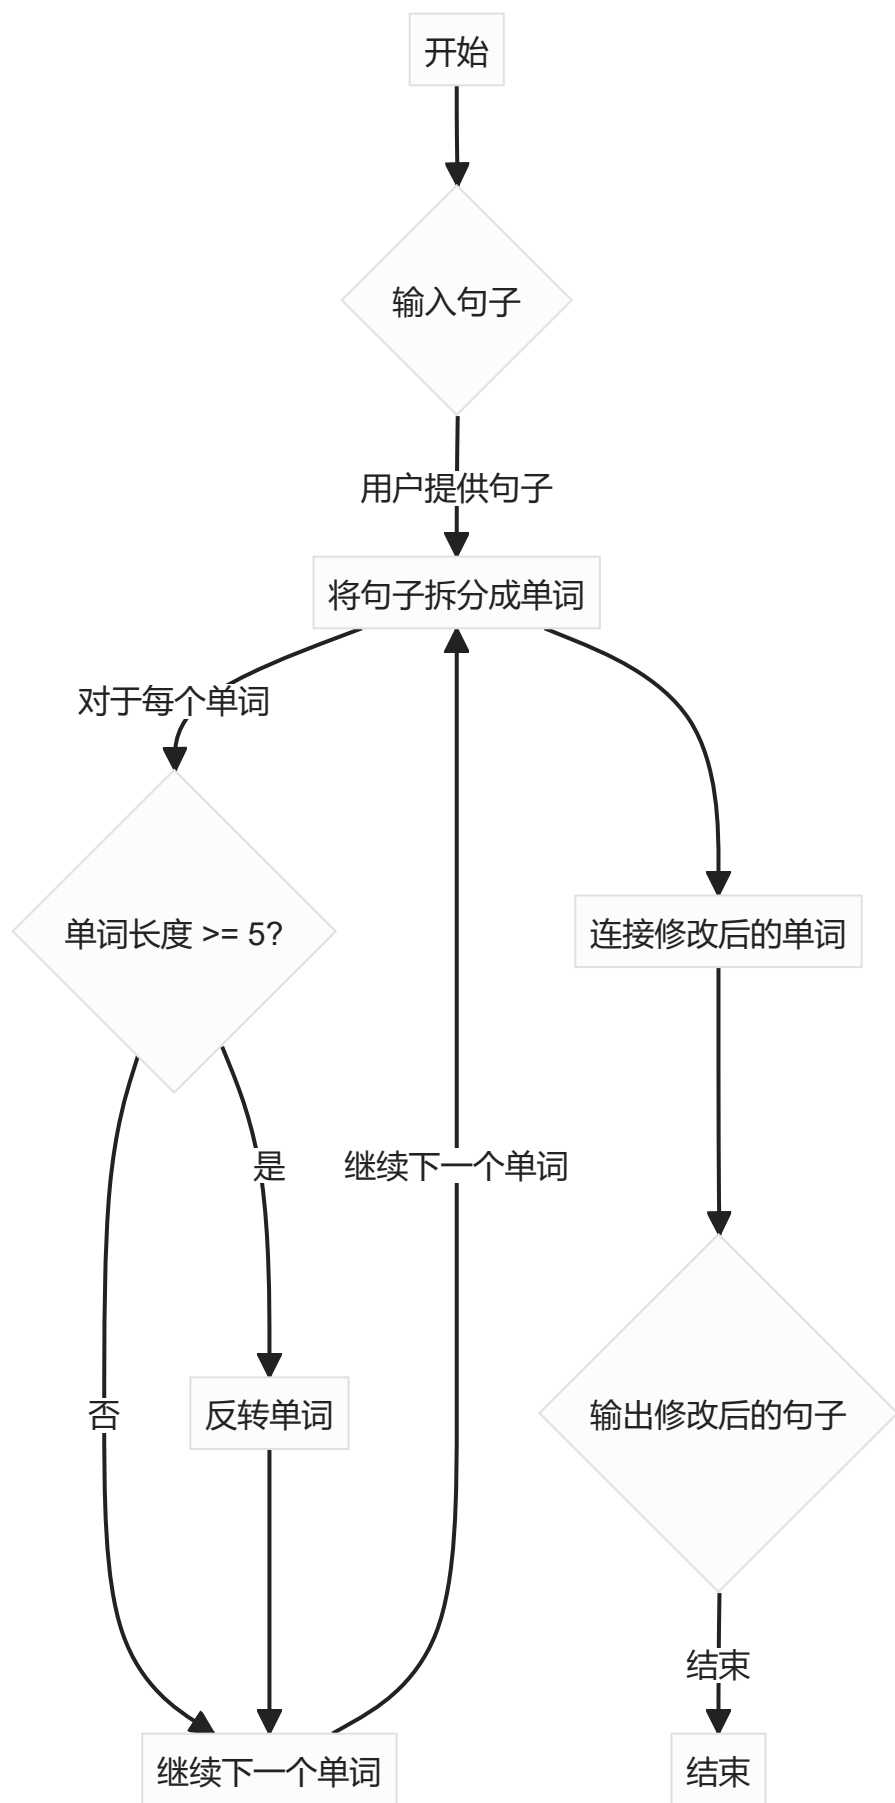 开始
输入句子
用户提供句子
将句子拆分成单词
对于每个单词
单词长度 >= 5?
连接修改后的单词
是
继续下一个单词
否
反转单词
输出修改后的句子
结束
继续下一个单词
结束